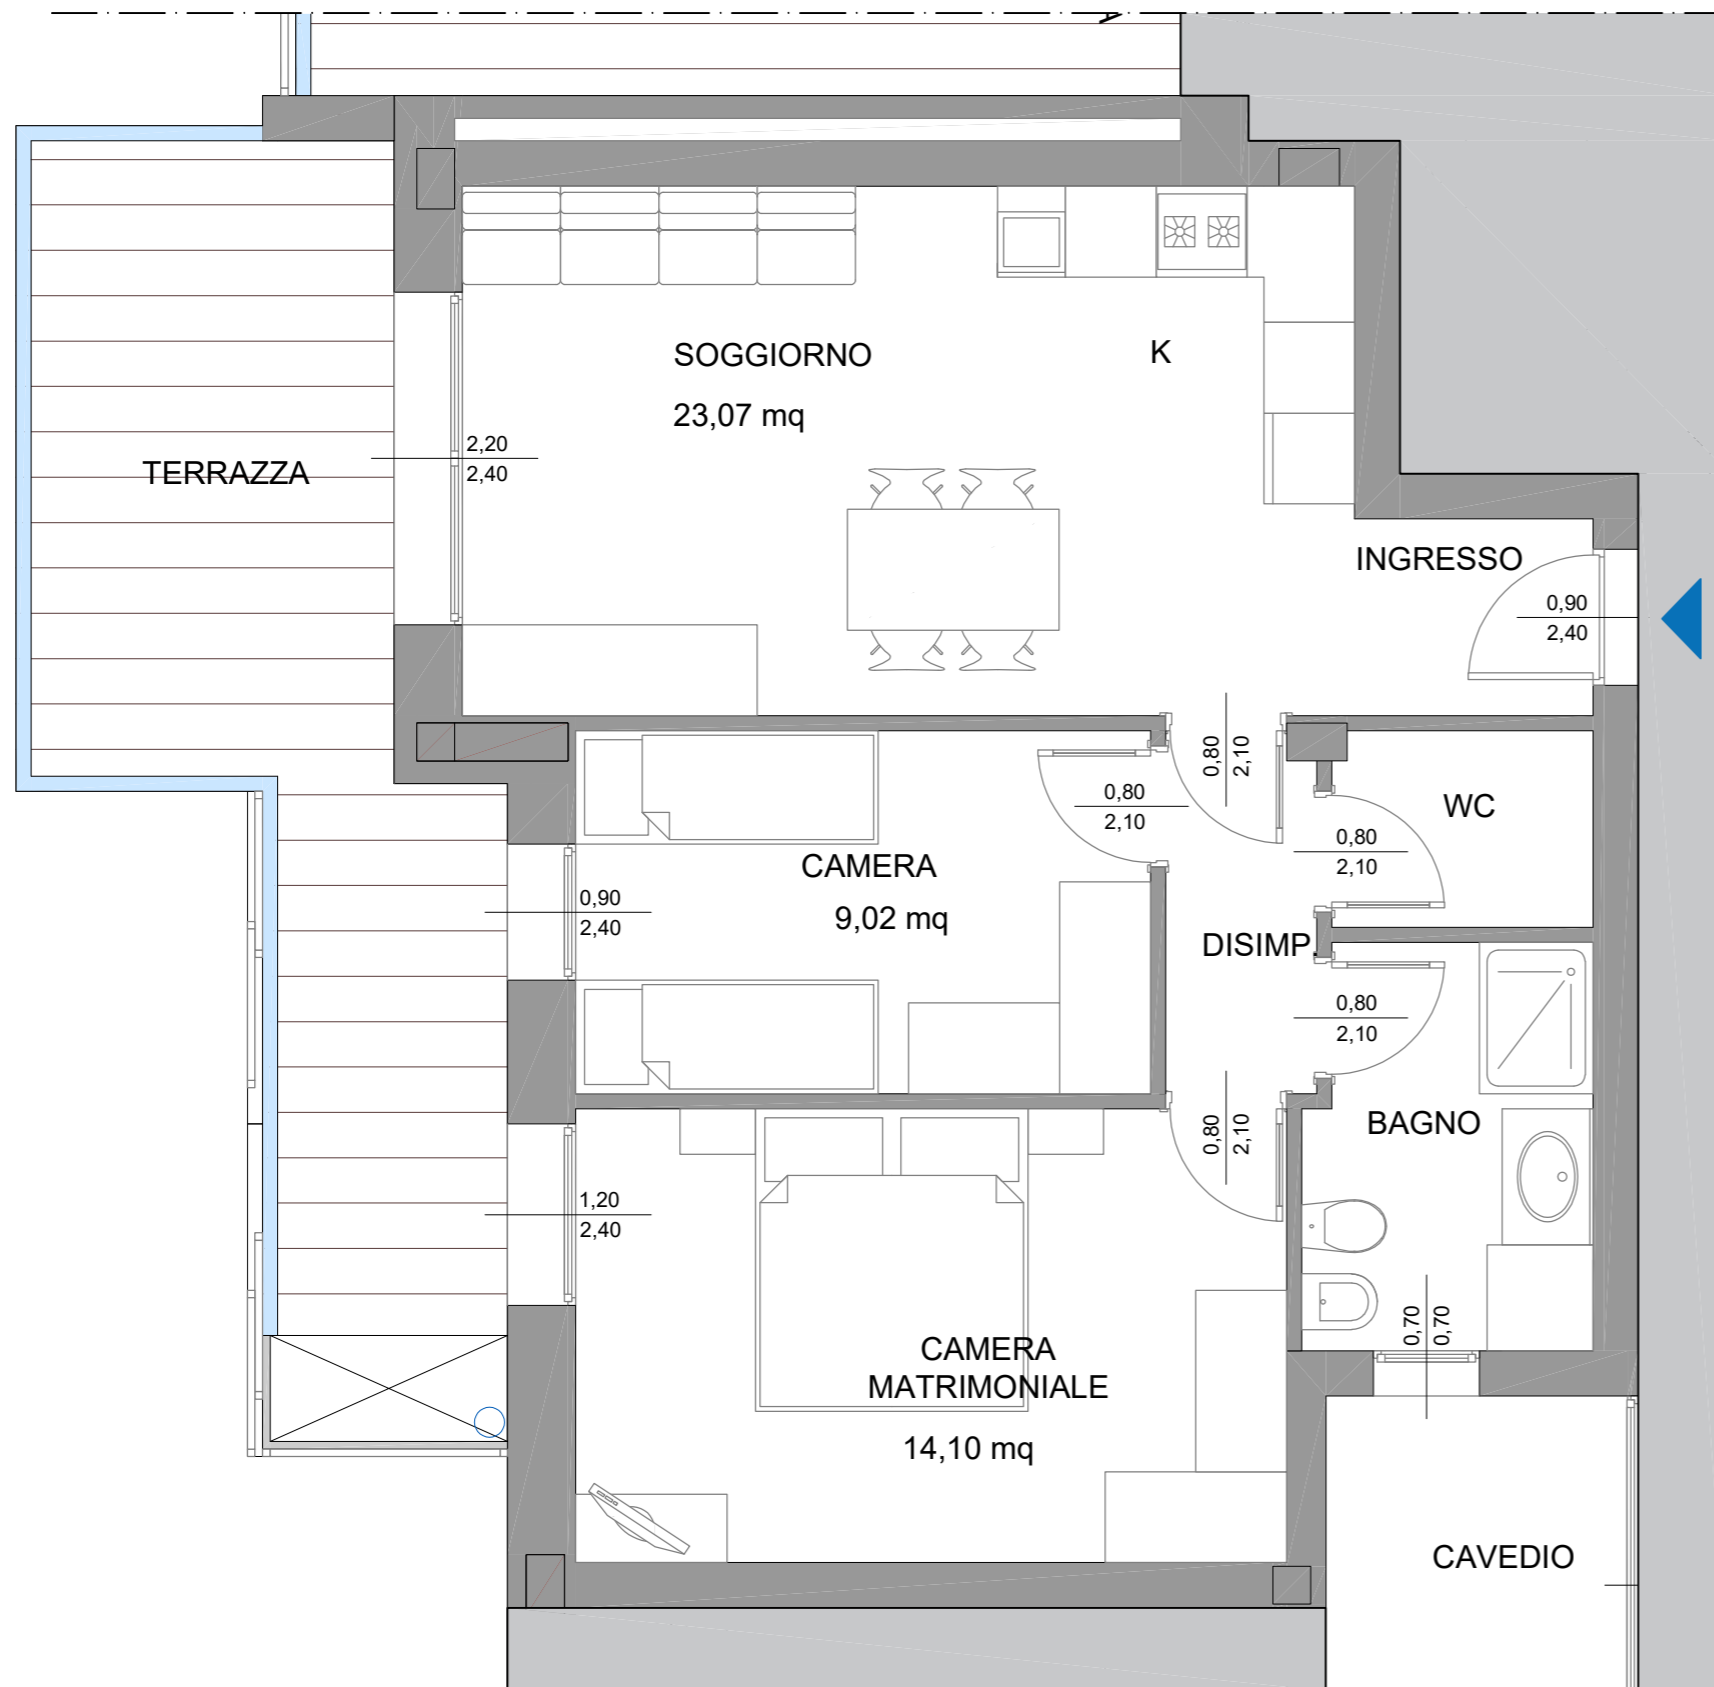 SOGGIORNO
K
23,07 mq
2,20
2,40
TERRAZZA
INGRESSO
0,90
2,40
0,80
2,10
0,80
2,10
WC
0,80
2,10
CAMERA
9,02 mq
0,90
2,40
DISIMP.
0,80
2,10
BAGNO
0,80
2,10
1,20
2,40
0,70
0,70
CAMERA
MATRIMONIALE
14,10 mq
CAVEDIO